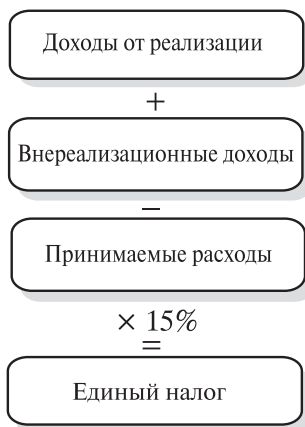 Доходы от реализации
+
Внереализационные доходы
−
Принимаемые расходы
× 15%
=
Единый налог